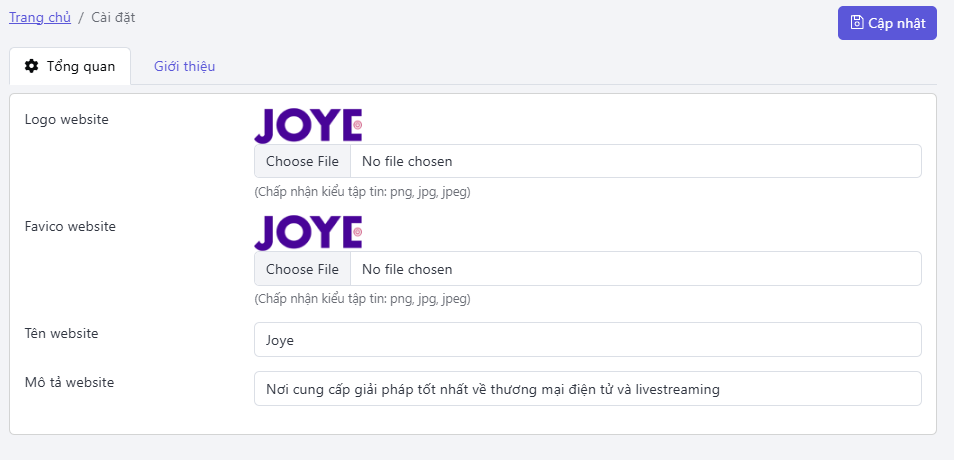 Trang chủ / Cài đặt
Cập nhật
Tổng quan
Giới thiệu
Logo website
JOYE
Choose File No file chosen
(Chấp nhận kiểu tập tin: png, jpg, jpeg)
Favico website
JOYE
Choose File No file chosen
(Chấp nhận kiểu tập tin: png, jpg, jpeg)
Tên website
Joye
Mô tả website
Nơi cung cấp giải pháp tốt nhất về thương mại điện tử và livestreaming